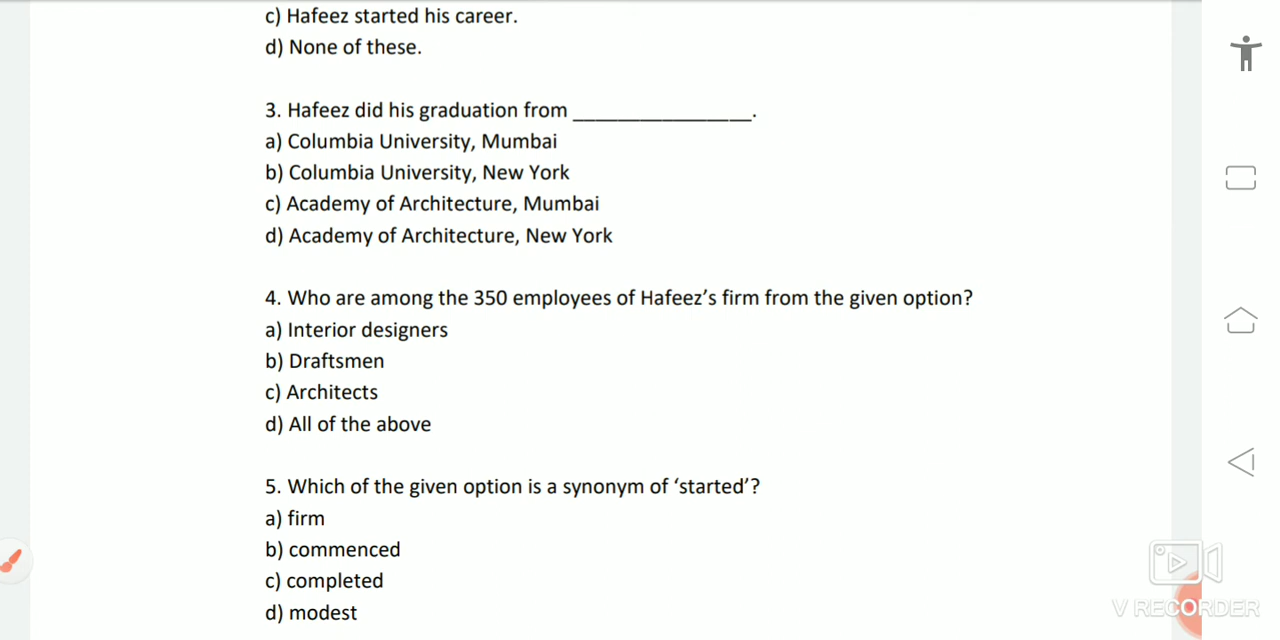 c) Hafeez started his career.
d) None of these.
3. Hafeez did his graduation from ________________.
a) Columbia University, Mumbai
b) Columbia University, New York
c) Academy of Architecture, Mumbai
d) Academy of Architecture, New York
4. Who are among the 350 employees of Hafeez’s firm from the given option?
a) Interior designers
b) Draftsmen
c) Architects
d) All of the above
5. Which of the given option is a synonym of ‘started’?
a) firm
b) commenced
c) completed
d) modest
V RECORDER